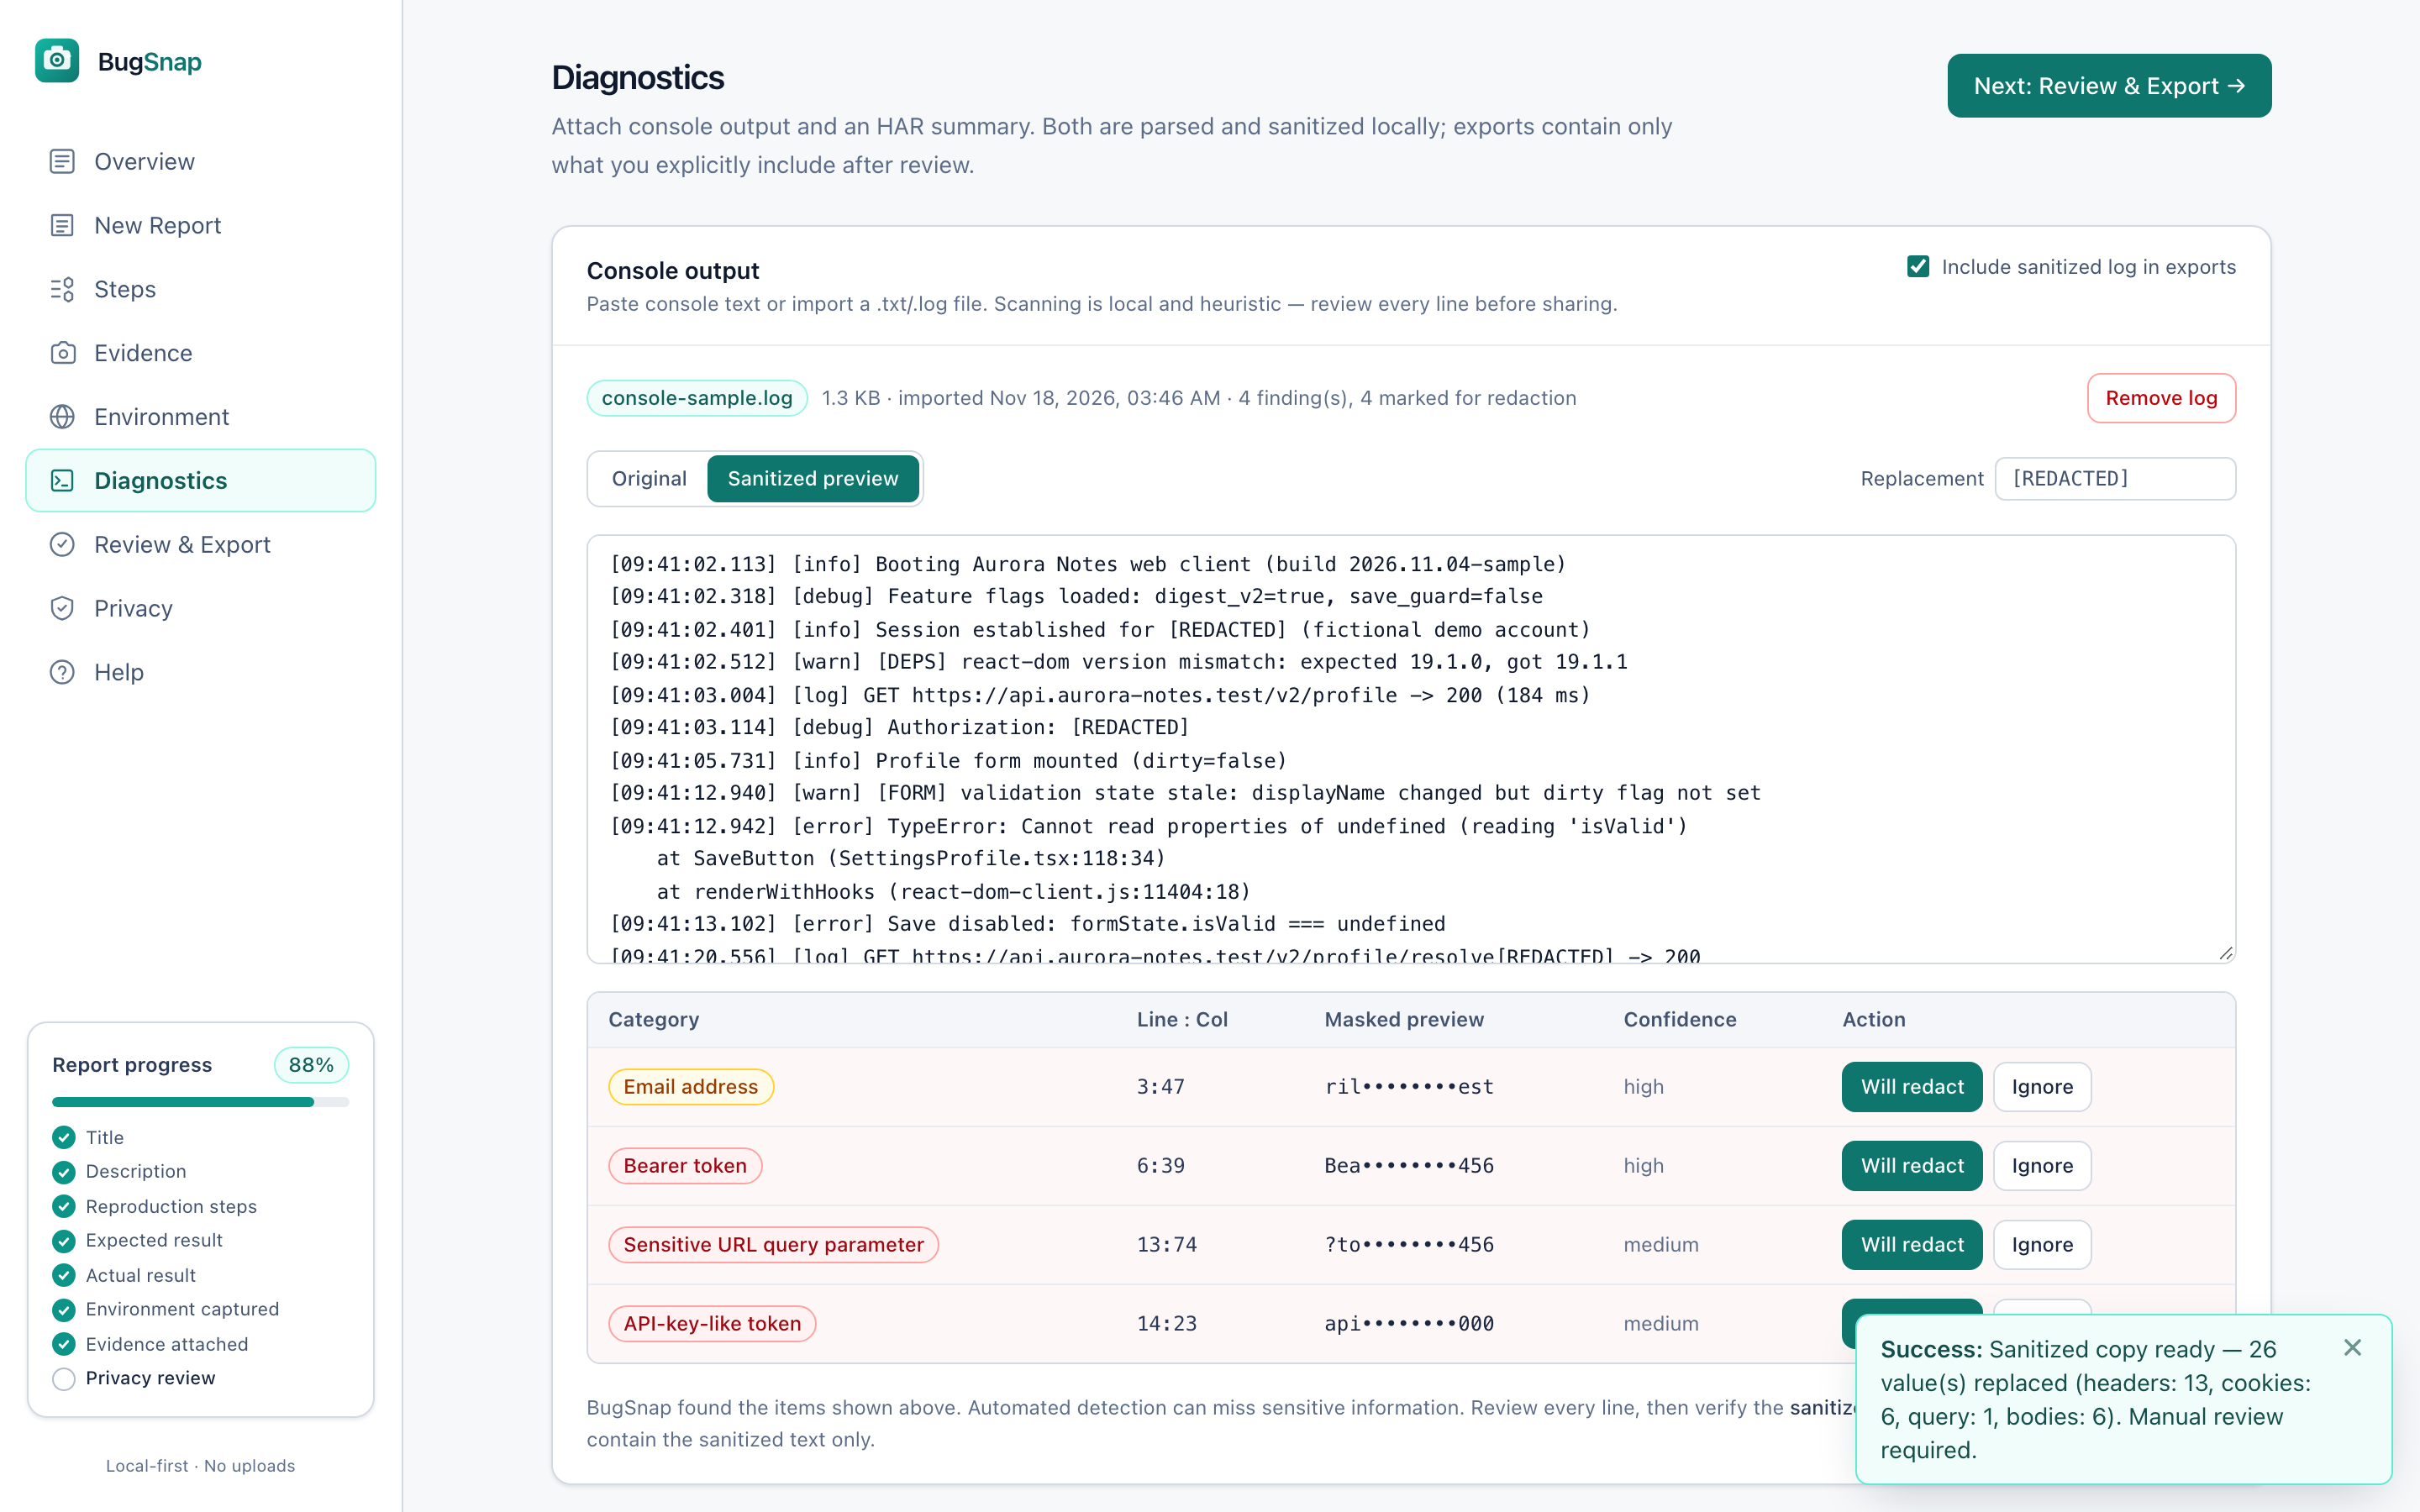 BugSnap
Overview
New Report
Steps
Evidence
Environment
Diagnostics
Review & Export
Privacy
Help
Report progress 88%
Title
Description
Reproduction steps
Expected result
Actual result
Environment captured
Evidence attached
Privacy review
Local-first · No uploads
Diagnostics
Attach console output and an HAR summary. Both are parsed and sanitized locally; exports contain only
what you explicitly include after review.
Next: Review & Export →
Console output
Paste console text or import a .txt/.log file. Scanning is local and heuristic — review every line before sharing.
Include sanitized log in exports
console-sample.log 1.3 KB · imported Nov 18, 2026, 03:46 AM · 4 finding(s), 4 marked for redaction
Remove log
Original Sanitized preview
Replacement [REDACTED]
[09:41:02.113] [info] Booting Aurora Notes web client (build 2026.11.04-sample)
[09:41:02.318] [debug] Feature flags loaded: digest_v2=true, save_guard=false
[09:41:02.401] [info] Session established for [REDACTED] (fictional demo account)
[09:41:02.512] [warn] [DEPS] react-dom version mismatch: expected 19.1.0, got 19.1.1
[09:41:03.004] [log] GET https://api.aurora-notes.test/v2/profile -> 200 (184 ms)
[09:41:03.114] [debug] Authorization: [REDACTED]
[09:41:05.731] [info] Profile form mounted (dirty=false)
[09:41:12.940] [warn] [FORM] validation state stale: displayName changed but dirty flag not set
[09:41:12.942] [error] TypeError: Cannot read properties of undefined (reading 'isValid')
at SaveButton (SettingsProfile.tsx:118:34)
at renderWithHooks (react-dom-client.js:11404:18)
[09:41:13.102] [error] Save disabled: formState.isValid === undefined
[09:41:20.556] [log] GET https://api.aurora-notes.test/v2/profile/resolve[REDACTED] -> 200
Category Line : Col Masked preview Confidence Action
Email address 3:47 ril••••••••est high Will redact Ignore
Bearer token 6:39 Bea••••••••456 high Will redact Ignore
Sensitive URL query parameter 13:74 ?to••••••••456 medium Will redact Ignore
API-key-like token 14:23 api••••••••000 medium
BugSnap found the items shown above. Automated detection can miss sensitive information. Review every line, then verify the
contain the sanitized text only.
Success: Sanitized copy ready — 26
value(s) replaced (headers: 13, cookies:
6, query: 1, bodies: 6). Manual review
required.